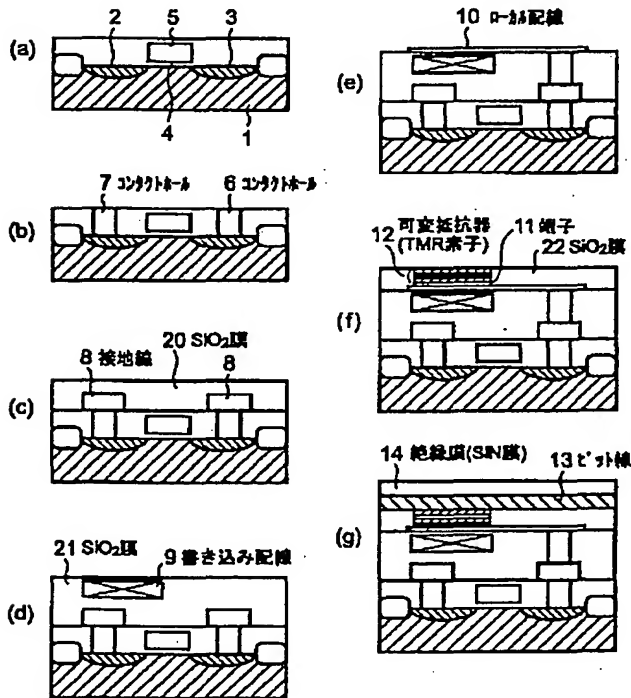 (a)
2
5
3
4
1
(b)
7 コンタクトホール
6 コンタクトホール
(c)
20 SiO2膜
8 接地線
8
(d)
21 SiO2膜
9 書き込み配線
(e)
10 ローカル配線
(f)
12 可変抵抗器
(TMR素子)
11 端子
22 SiO2膜
(g)
14 絶縁膜(SiN膜)
13 ビット線